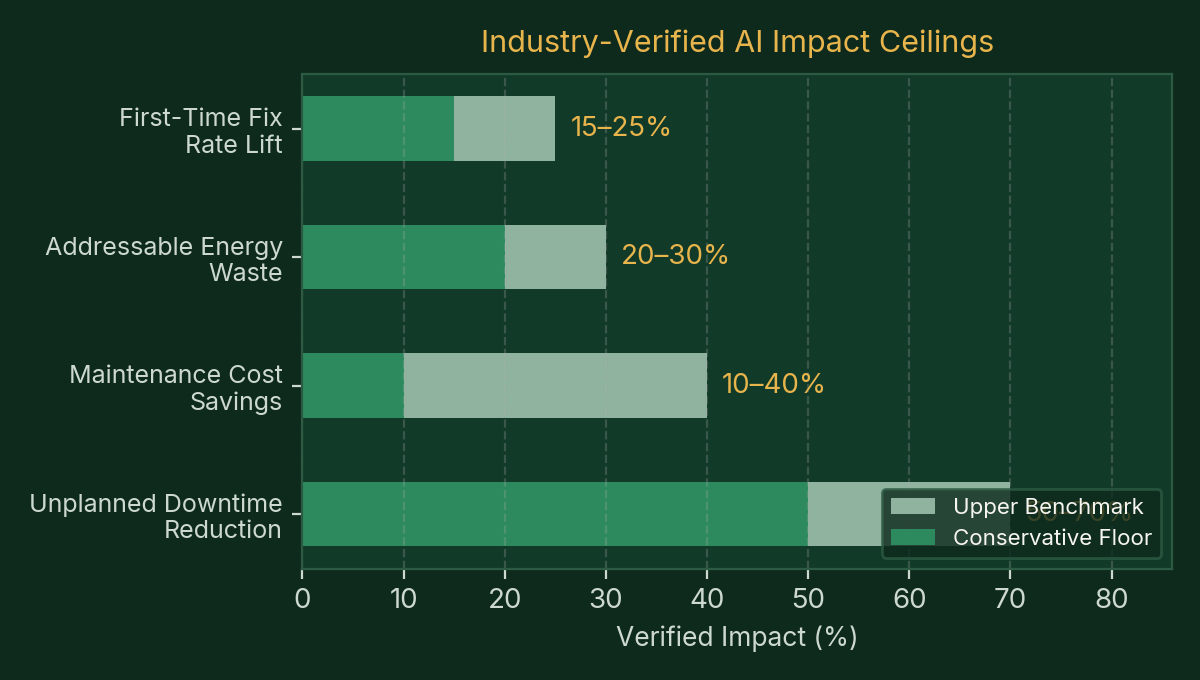 Industry-Verified AI Impact Ceilings
First-Time Fix
Rate Lift
15–25%
Addressable Energy
Waste
20–30%
Maintenance Cost
Savings
10–40%
Unplanned Downtime
Reduction
Upper Benchmark
Conservative Floor
0 10 20 30 40 50 60 70 80
Verified Impact (%)